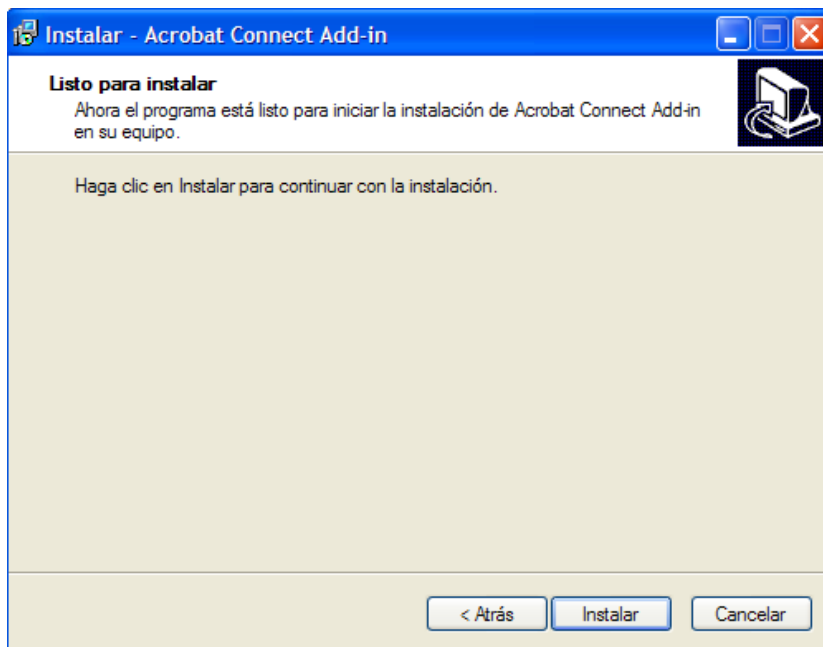 Instalar - Acrobat Connect Add-in
Listo para instalar
Ahora el programa está listo para iniciar la instalación de Acrobat Connect Add-in
en su equipo.
Haga clic en Instalar para continuar con la instalación.
< Atrás
Instalar
Cancelar